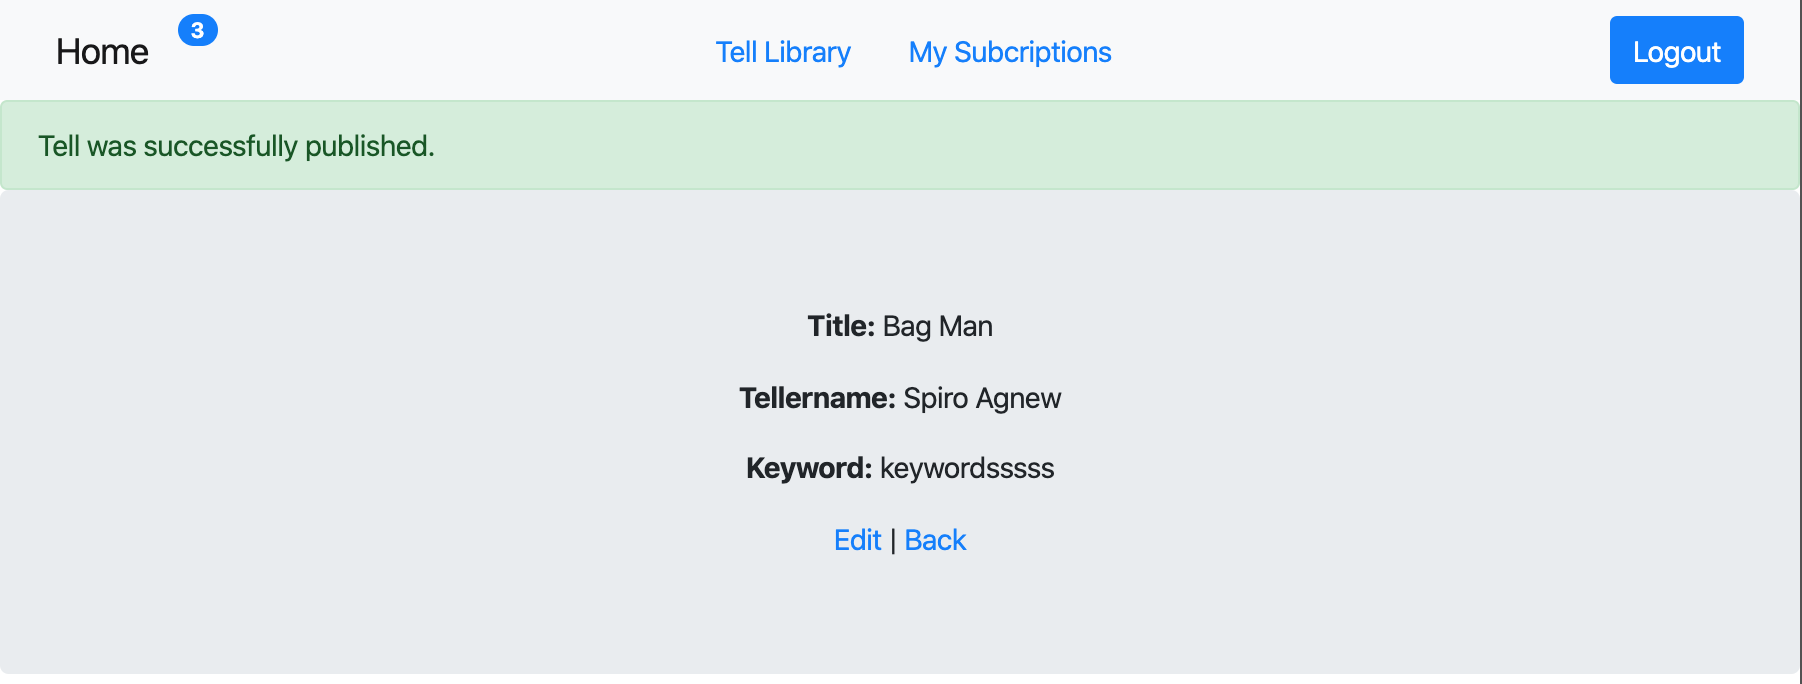 Home 3 Tell Library My Subcriptions Logout
Tell was successfully published.
Title: Bag Man
Tellername: Spiro Agnew
Keyword: keywordsssss
Edit | Back